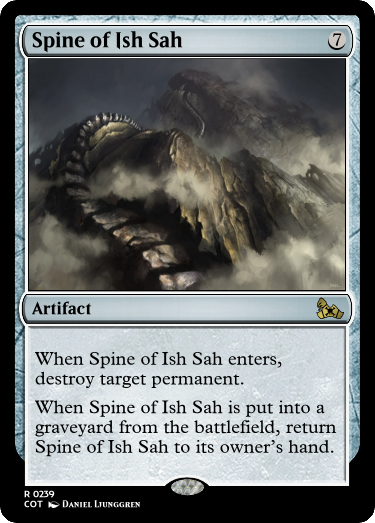 Spine of Ish Sah 7
Artifact
When Spine of Ish Sah enters,
destroy target permanent.
When Spine of Ish Sah is put into a
graveyard from the battlefield, return
Spine of Ish Sah to its owner's hand.
R 0239
COT Daniel Ljunggren